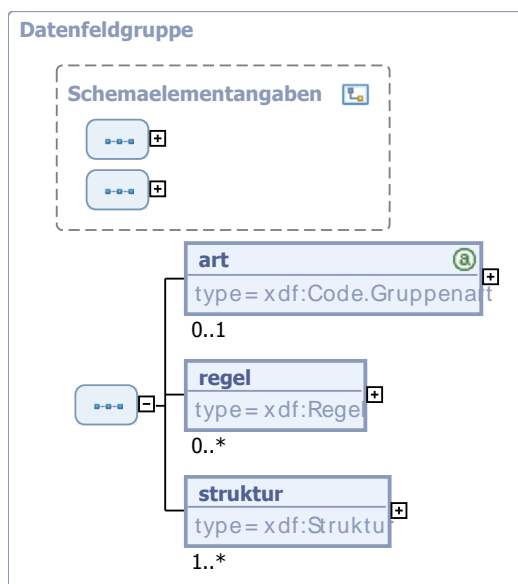 Datenfeldgruppe
Schemaelementangaben
art
type = xdf:Code.Gruppenart
0..1
regel
type = xdf:Regel
0..*
struktur
type = xdf:Struktur
1..*